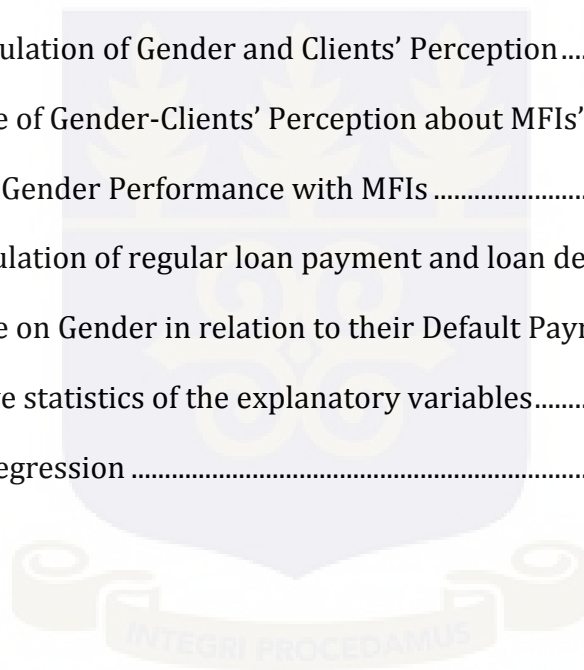 ulation of Gender and Clients’ Perception....
e of Gender-Clients’ Perception about MFIs’
Gender Performance with MFIs ........................
ulation of regular loan payment and loan de
e on Gender in relation to their Default Payn
e statistics of the explanatory variables.......
egression ......................................................................
INTEGRI PROCEDAMUS